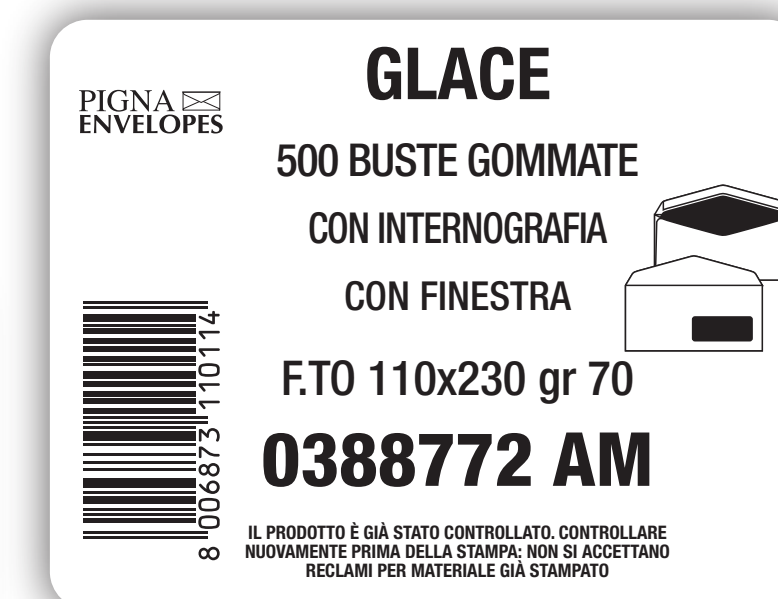 GLACE
PIGNA
ENVELOPES
500 BUSTE GOMMATE
CON INTERNOGRAFIA
CON FINESTRA
F.TO 110x230 gr 70
0388772 AM
8 006873 110114
IL PRODOTTO È GIÀ STATO CONTROLLATO. CONTROLLARE
NUOVAMENTE PRIMA DELLA STAMPA: NON SI ACCETTANO
RECLAMI PER MATERIALE GIÀ STAMPATO